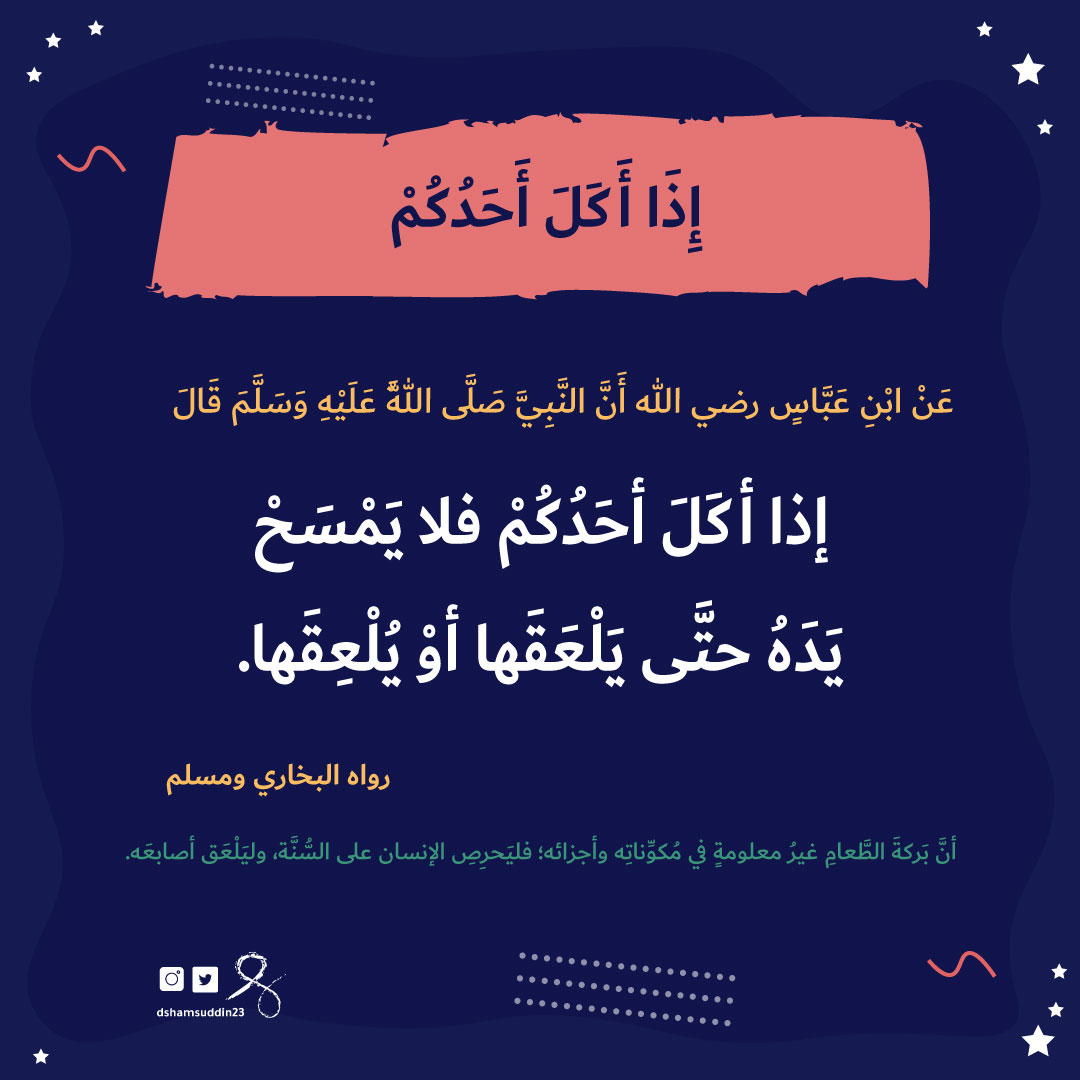 إِذَا أَكَلَ أَحَدُكُمْ
عَنْ ابْنِ عَبَّاسٍ رضي الله أَنَّ النَّبِيَّ صَلَّى اللهُ عَلَيْهِ وَسَلَّمَ قَالَ
إذا أكَلَ أحَدُكُمْ فلا يَمْسَحْ
يَدَهُ حتَّى يَلْعَقَها أوْ يُلْعِقَها.
رواه البخاري ومسلم
أنَّ بَركةَ الطَّعامِ غيرُ معلومةٍ في مُكوِّناتِه وأجزائه؛ فليَحرِصِ الإنسان على السُّنَّة، وليَلْعَق أصابعَه.
dshamsuddin23